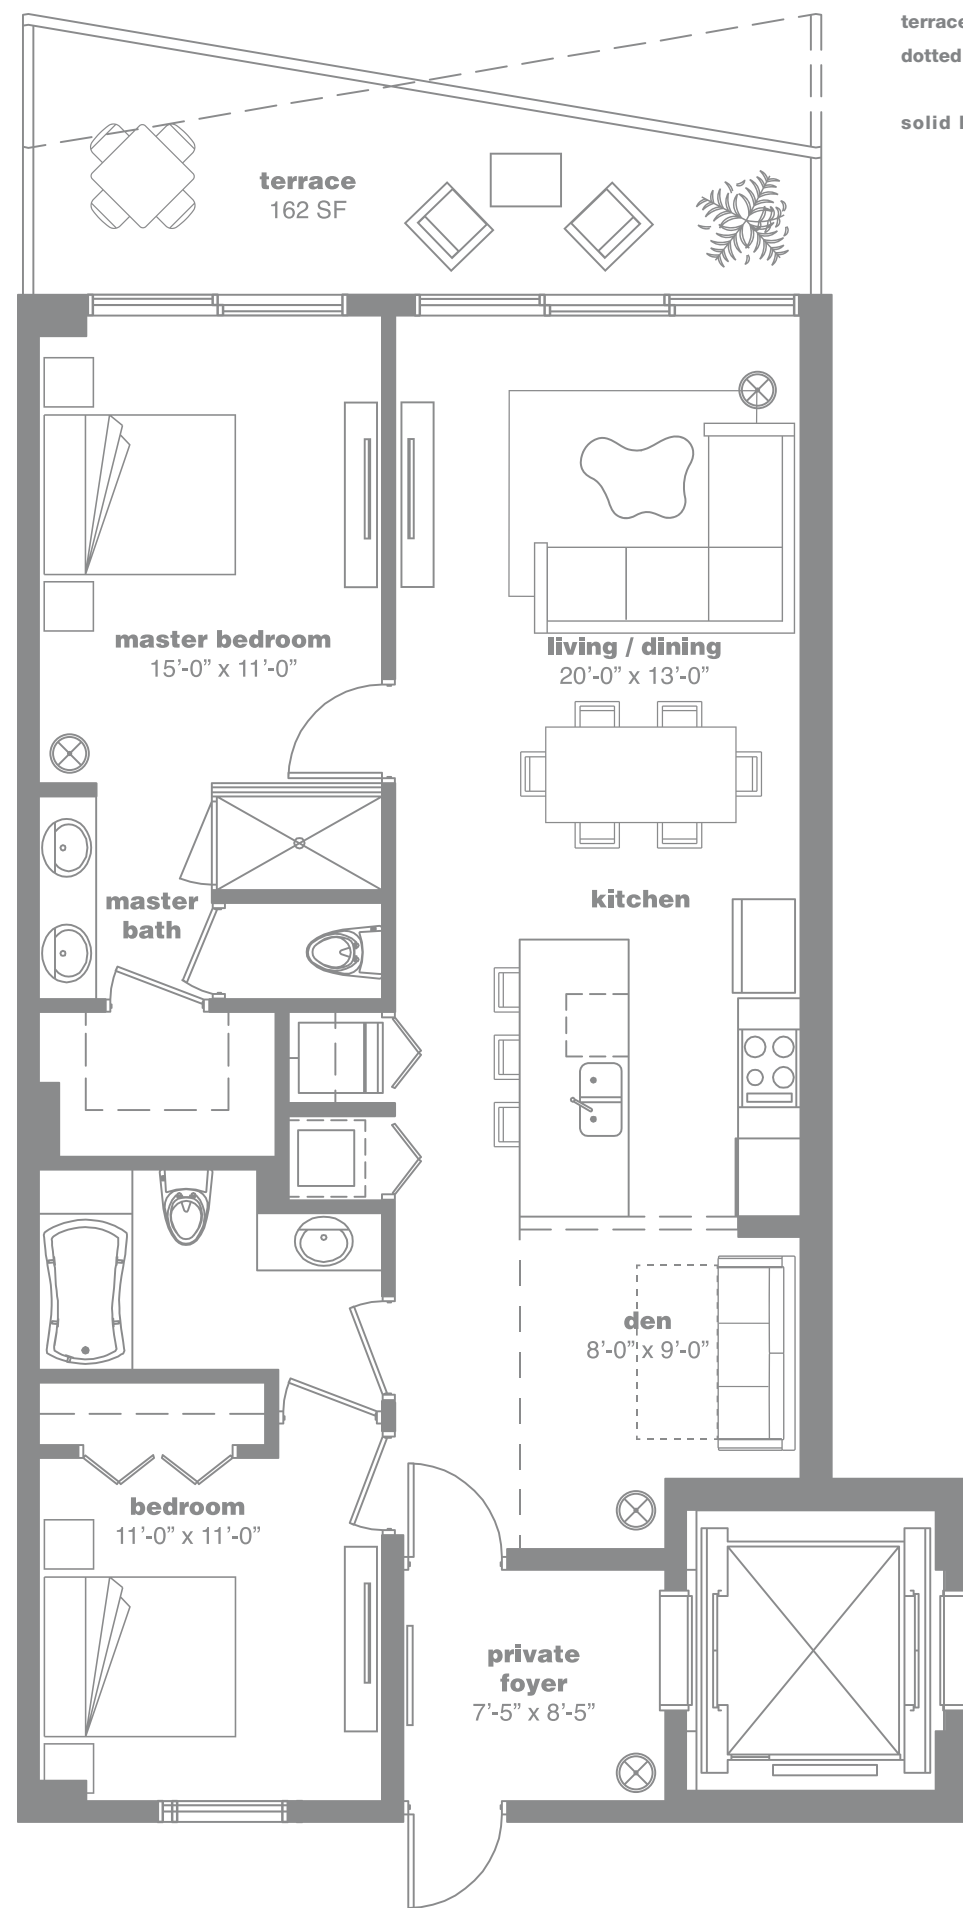 terrace
dotted
solid
terrace
162 SF
master bedroom
15’-0” x 11’-0”
living / dining
20’-0” x 13’-0”
master
bath
kitchen
den
8’-0” x 9’-0”
bedroom
11’-0” x 11’-0”
private
foyer
7’-5” x 8’-5”